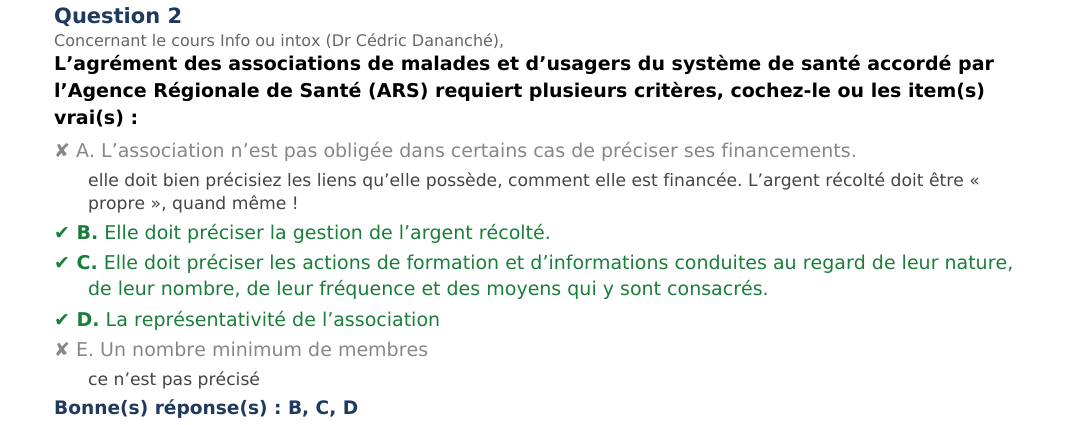 Question 2
Concernant le cours Info ou intox (Dr Cédric Dananché),
L’agrément des associations de malades et d’usagers du système de santé accordé par
l’Agence Régionale de Santé (ARS) requiert plusieurs critères, cochez-le ou les item(s)
vrai(s) :
✘ A. L’association n’est pas obligée dans certains cas de préciser ses financements.
elle doit bien précisiez les liens qu’elle possède, comment elle est financée. L’argent récolté doit être «
propre », quand même !
✔ B. Elle doit préciser la gestion de l’argent récolté.
✔ C. Elle doit préciser les actions de formation et d’informations conduites au regard de leur nature,
de leur nombre, de leur fréquence et des moyens qui y sont consacrés.
✔ D. La représentativité de l’association
✘ E. Un nombre minimum de membres
ce n’est pas précisé
Bonne(s) réponse(s) : B, C, D